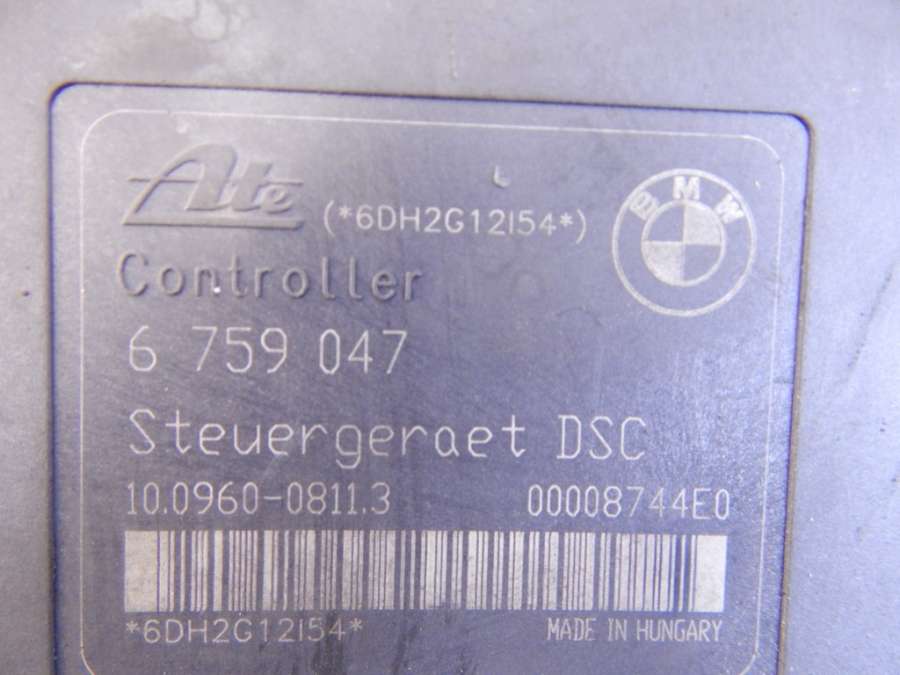 Ate (*6DH2G12I54*)
BMW
Controller
6 759 047
Steuergeraet DSC
10.0960-0811.3 00008744E0
*6DH2G12I54* MADE IN HUNGARY